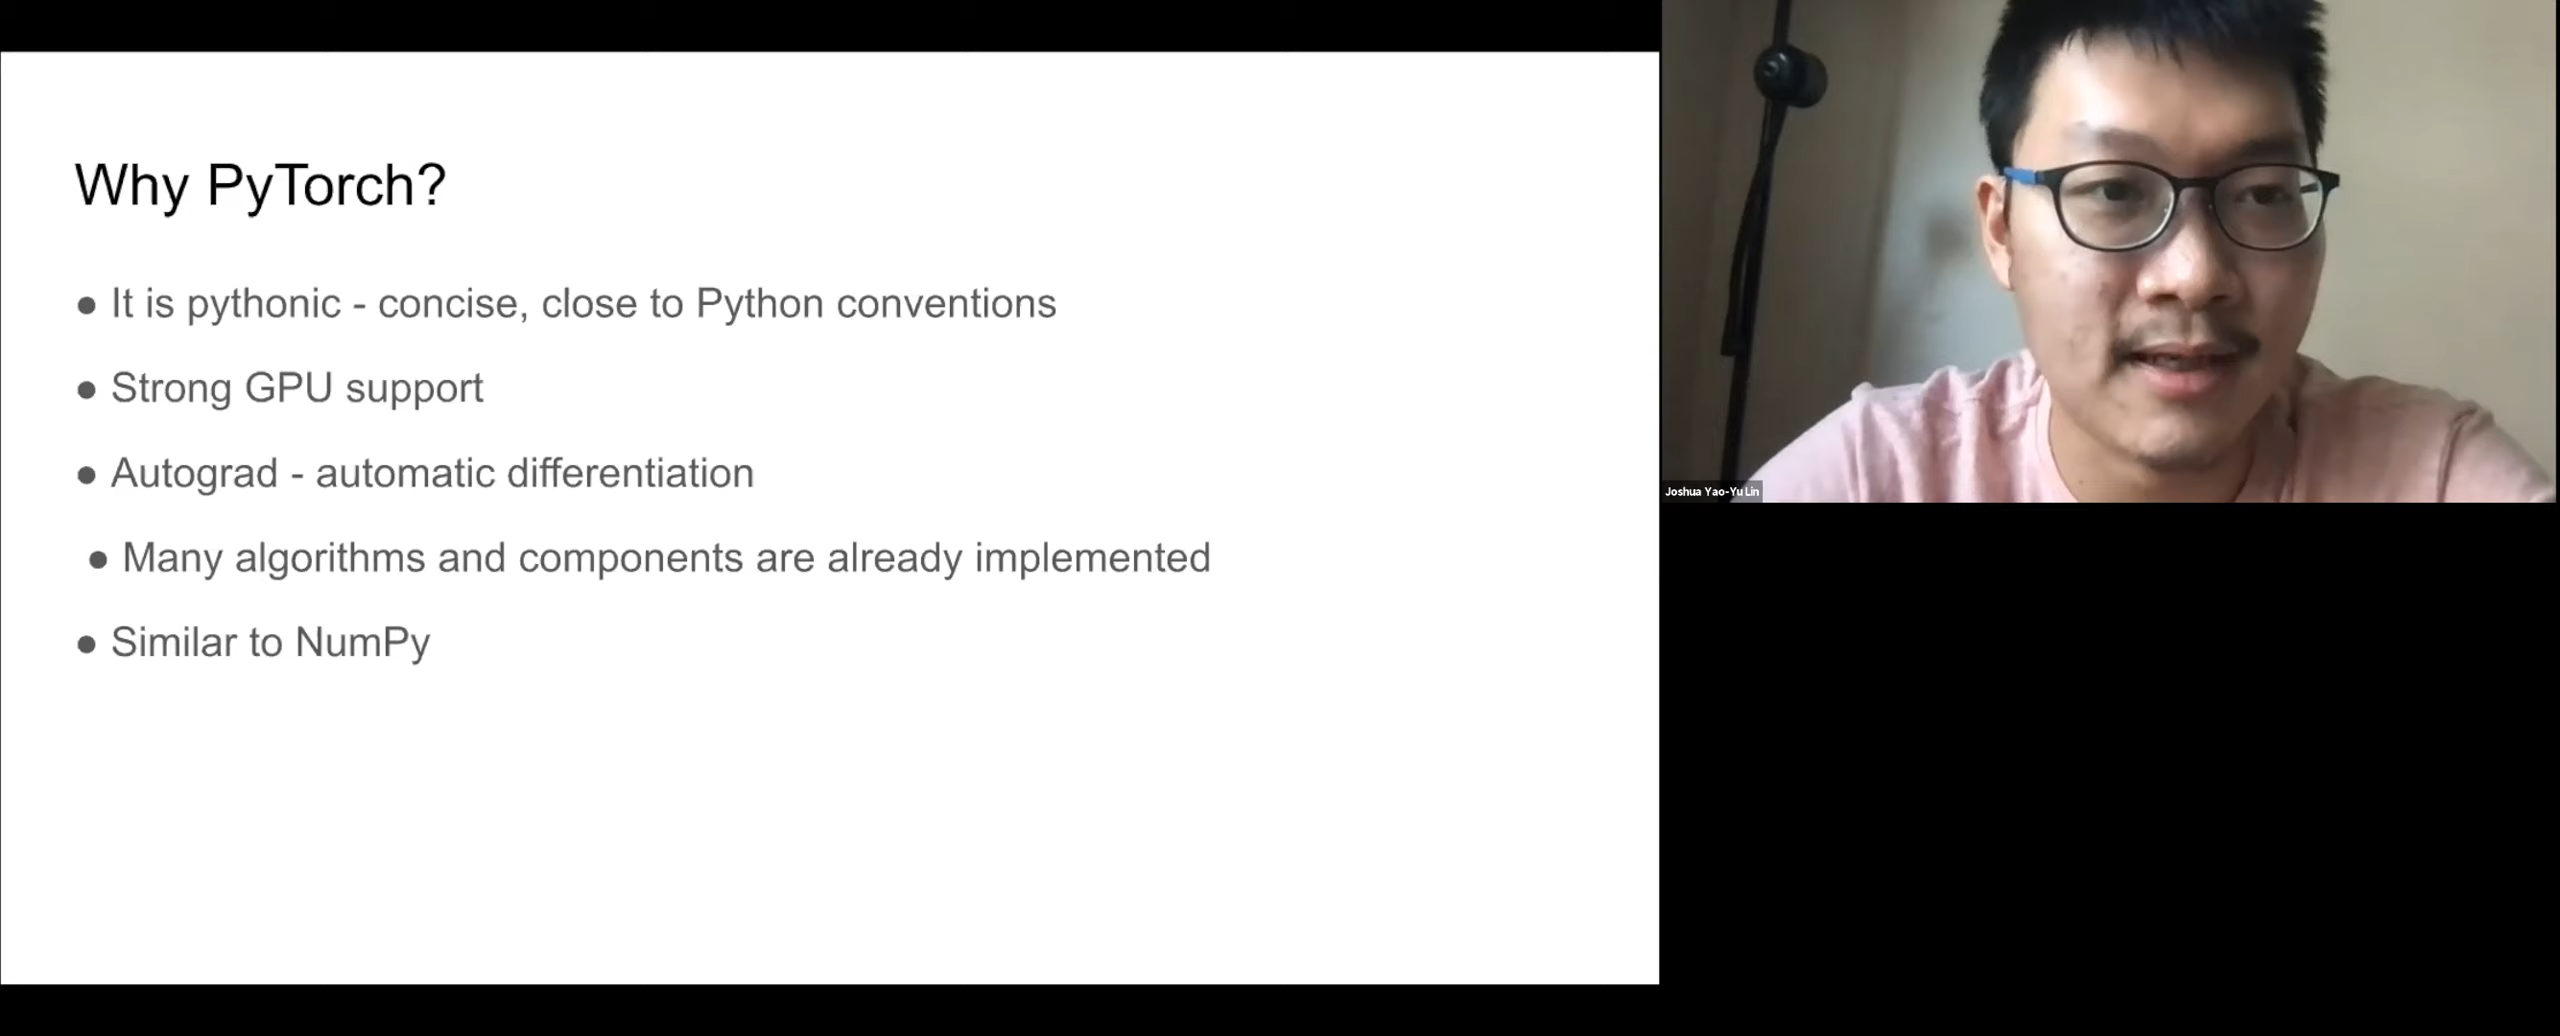 Why PyTorch?
● It is pythonic - concise, close to Python conventions
● Strong GPU support
● Autograd - automatic differentiation
● Many algorithms and components are already implemented
● Similar to NumPy
Joshua Yao-Yu Lin